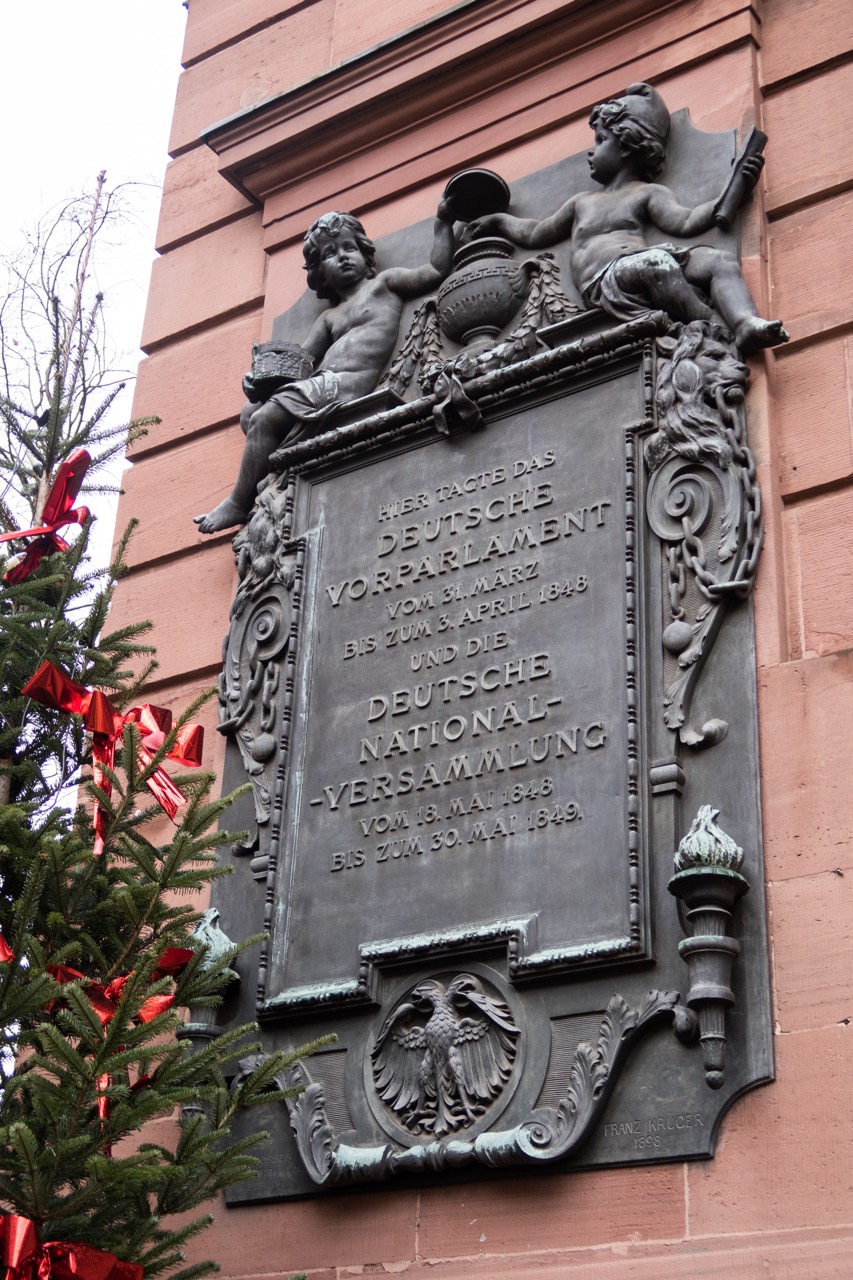 HIER TAGTE DAS
DEUTSCHE
VORPARLAMENT
VOM 31. MÄRZ
BIS ZUM 3. APRIL 1848
UND DIE
DEUTSCHE
NATIONAL-
-VERSAMMLUNG
VOM 18. MAI 1848
BIS ZUM 30. MAI 1849.
FRANZ KRÜGER
1898.